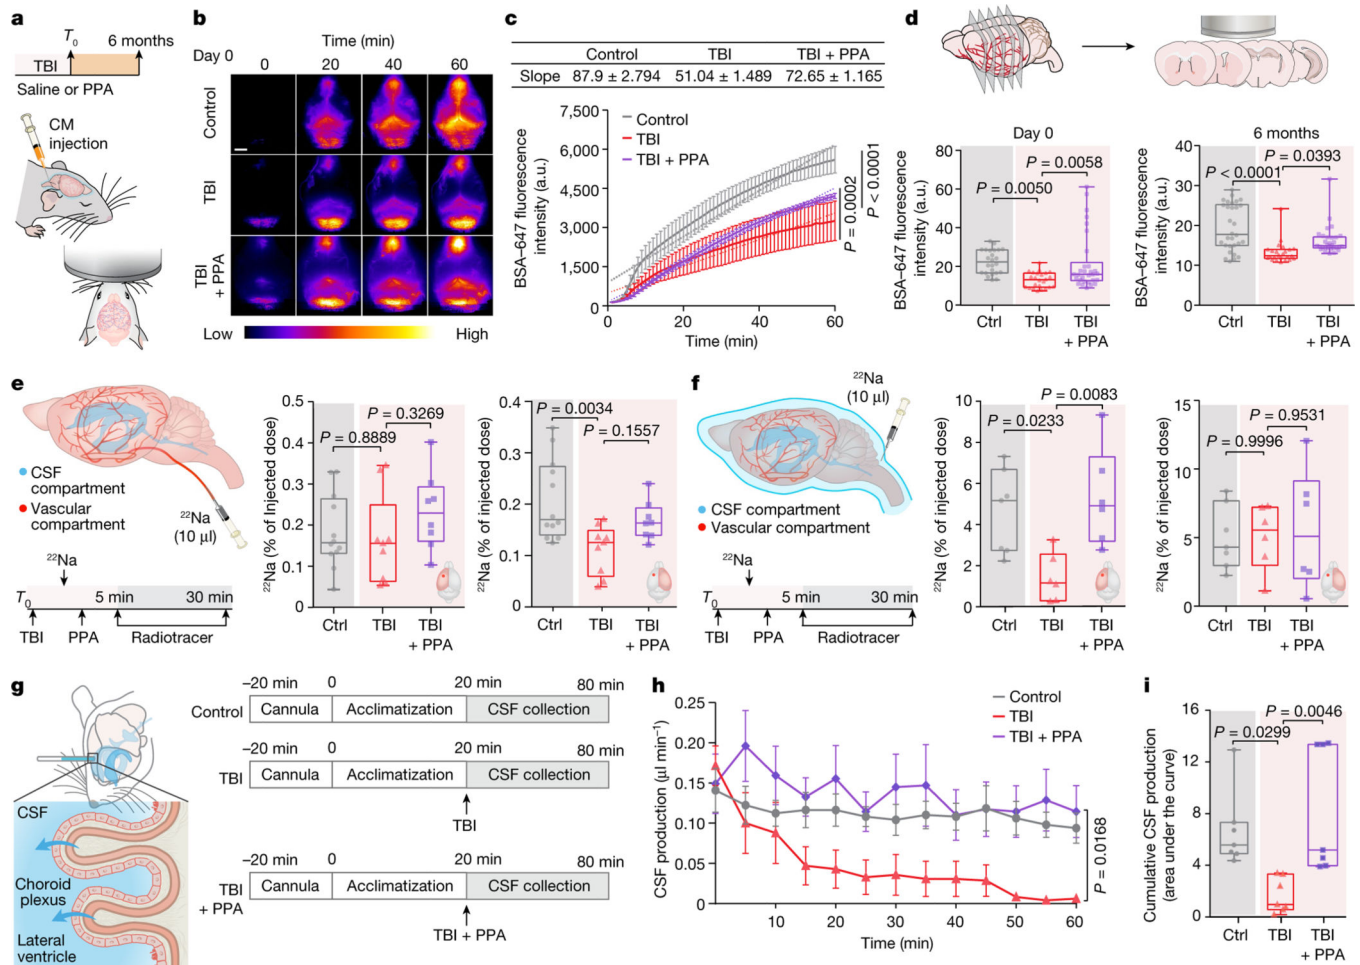 a
T0
6 months
TBI
Saline or PPA
CM
injection
b
Time (min)
Day 0
0
20
40
60
Control
TBI
TBI
+ PPA
Low
High
c
Control
TBI
TBI + PPA
Slope
87.9 ± 2.794
51.04 ± 1.489
72.65 ± 1.165
BSA–647 fluorescence
intensity (a.u.)
7,500
6,000
4,500
3,000
1,500
0
Control
TBI
TBI + PPA
P = 0.0002
P < 0.0001
0
20
40
60
Time (min)
d
Day 0
BSA–647 fluorescence
intensity (a.u.)
80
60
40
20
0
P = 0.0058
P = 0.0050
Ctrl
TBI
TBI
+ PPA
6 months
BSA–647 fluorescence
intensity (a.u.)
40
30
20
10
0
P = 0.0393
P < 0.0001
Ctrl
TBI
TBI
+ PPA
e
CSF
compartment
Vascular
compartment
22Na
(10 µl)
22Na
T0
5 min
30 min
TBI
PPA
Radiotracer
22Na (% of injected dose)
0.5
0.4
0.3
0.2
0.1
0
P = 0.3269
P = 0.8889
Ctrl
TBI
TBI
+ PPA
22Na (% of injected dose)
0.4
0.3
0.2
0.1
0
P = 0.0034
P = 0.1557
Ctrl
TBI
TBI
+ PPA
f
22Na
(10 µl)
CSF compartment
Vascular compartment
22Na
T0
5 min
30 min
TBI
PPA
Radiotracer
22Na (% of injected dose)
10
8
6
4
2
0
P = 0.0083
P = 0.0233
Ctrl
TBI
TBI
+ PPA
22Na (% of injected dose)
15
10
5
0
P = 0.9531
P = 0.9996
Ctrl
TBI
TBI
+ PPA
g
CSF
Choroid
plexus
Lateral
ventricle
–20 min
0
20 min
80 min
Control
Cannula
Acclimatization
CSF collection
–20 min
0
20 min
80 min
TBI
Cannula
Acclimatization
CSF collection
TBI
–20 min
0
20 min
80 min
TBI
+ PPA
Cannula
Acclimatization
CSF collection
TBI + PPA
h
CSF production (µl min–1)
0.25
0.20
0.15
0.10
0.05
0
Control
TBI
TBI + PPA
P = 0.0168
10
20
30
40
50
60
Time (min)
i
Cumulative CSF production
(area under the curve)
16
12
8
4
0
P = 0.0046
P = 0.0299
Ctrl
TBI
TBI
+ PPA